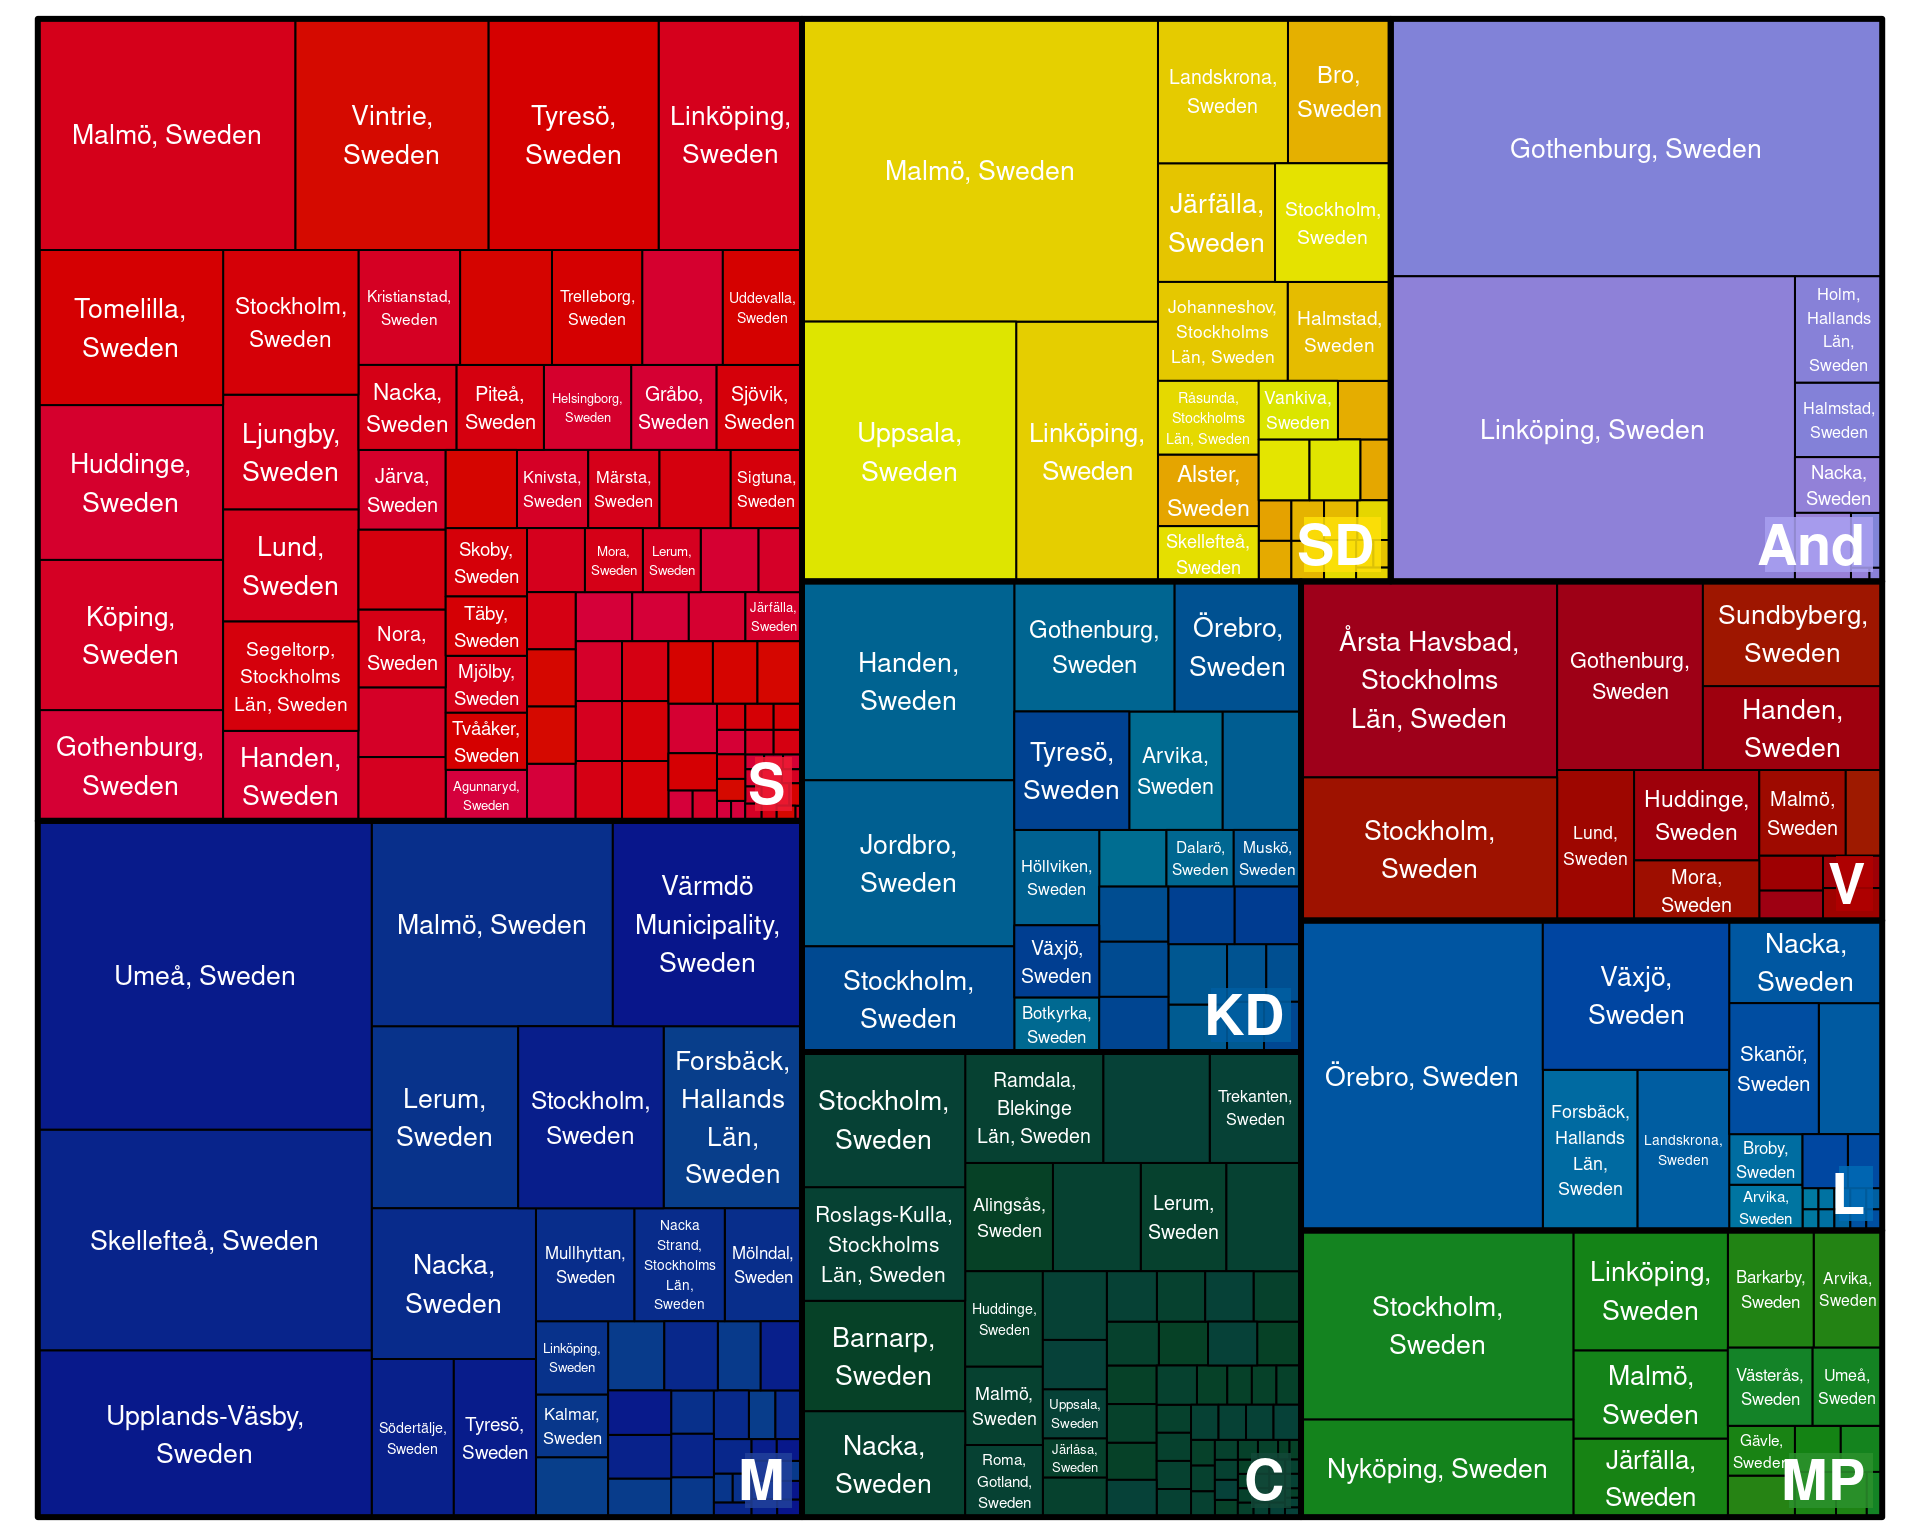 Malmö, Sweden
Vintrie,
Sweden
Tyresö,
Sweden
Linköping,
Sweden
Tomelilla,
Sweden
Stockholm,
Sweden
Kristianstad,
Sweden
Trelleborg,
Sweden
Uddevalla,
Sweden
Nacka,
Sweden
Piteå,
Sweden
Helsingborg,
Sweden
Gråbo,
Sweden
Sjövik,
Sweden
Huddinge,
Sweden
Ljungby,
Sweden
Järva,
Sweden
Knivsta,
Sweden
Märsta,
Sweden
Sigtuna,
Sweden
Lund,
Sweden
Skoby,
Sweden
Mora,
Sweden
Lerum,
Sweden
Köping,
Sweden
Segeltorp,
Stockholms
Län, Sweden
Nora,
Sweden
Täby,
Sweden
Järfälla,
Sweden
Mjölby,
Sweden
Gothenburg,
Sweden
Handen,
Sweden
Tvååker,
Sweden
Agunnaryd,
Sweden
S
Malmö, Sweden
Landskrona,
Sweden
Bro,
Sweden
Järfälla,
Sweden
Stockholm,
Sweden
Johanneshov,
Stockholms
Län, Sweden
Halmstad,
Sweden
Uppsala,
Sweden
Linköping,
Sweden
Råsunda,
Stockholms
Län, Sweden
Vankiva,
Sweden
Alster,
Sweden
Skellefteå,
Sweden
SD
Gothenburg, Sweden
Linköping, Sweden
Holm,
Hallands
Län,
Sweden
Halmstad,
Sweden
Nacka,
Sweden
And
Umeå, Sweden
Malmö, Sweden
Värmdö
Municipality,
Sweden
Lerum,
Sweden
Stockholm,
Sweden
Forsbäck,
Hallands
Län,
Sweden
Skellefteå, Sweden
Nacka,
Sweden
Mullhyttan,
Sweden
Nacka
Strand,
Stockholms
Län,
Sweden
Mölndal,
Sweden
Linköping,
Sweden
Upplands-Väsby,
Sweden
Södertälje,
Sweden
Tyresö,
Sweden
Kalmar,
Sweden
M
Handen,
Sweden
Gothenburg,
Sweden
Örebro,
Sweden
Tyresö,
Sweden
Arvika,
Sweden
Jordbro,
Sweden
Höllviken,
Sweden
Dalarö,
Sweden
Muskö,
Sweden
Växjö,
Sweden
Stockholm,
Sweden
Botkyrka,
Sweden
KD
Stockholm,
Sweden
Ramdala,
Blekinge
Län, Sweden
Trekanten,
Sweden
Roslags-Kulla,
Stockholms
Län, Sweden
Alingsås,
Sweden
Lerum,
Sweden
Barnarp,
Sweden
Huddinge,
Sweden
Malmö,
Sweden
Uppsala,
Sweden
Nacka,
Sweden
Roma,
Gotland,
Sweden
Järlåsa,
Sweden
C
Årsta Havsbad,
Stockholms
Län, Sweden
Gothenburg,
Sweden
Sundbyberg,
Sweden
Handen,
Sweden
Stockholm,
Sweden
Lund,
Sweden
Huddinge,
Sweden
Malmö,
Sweden
Mora,
Sweden
V
Örebro, Sweden
Växjö,
Sweden
Nacka,
Sweden
Skanör,
Sweden
Forsbäck,
Hallands
Län,
Sweden
Landskrona,
Sweden
Broby,
Sweden
Arvika,
Sweden
L
Stockholm,
Sweden
Linköping,
Sweden
Barkarby,
Sweden
Arvika,
Sweden
Malmö,
Sweden
Västerås,
Sweden
Umeå,
Sweden
Nyköping, Sweden
Järfälla,
Sweden
Gävle,
Sweden
MP